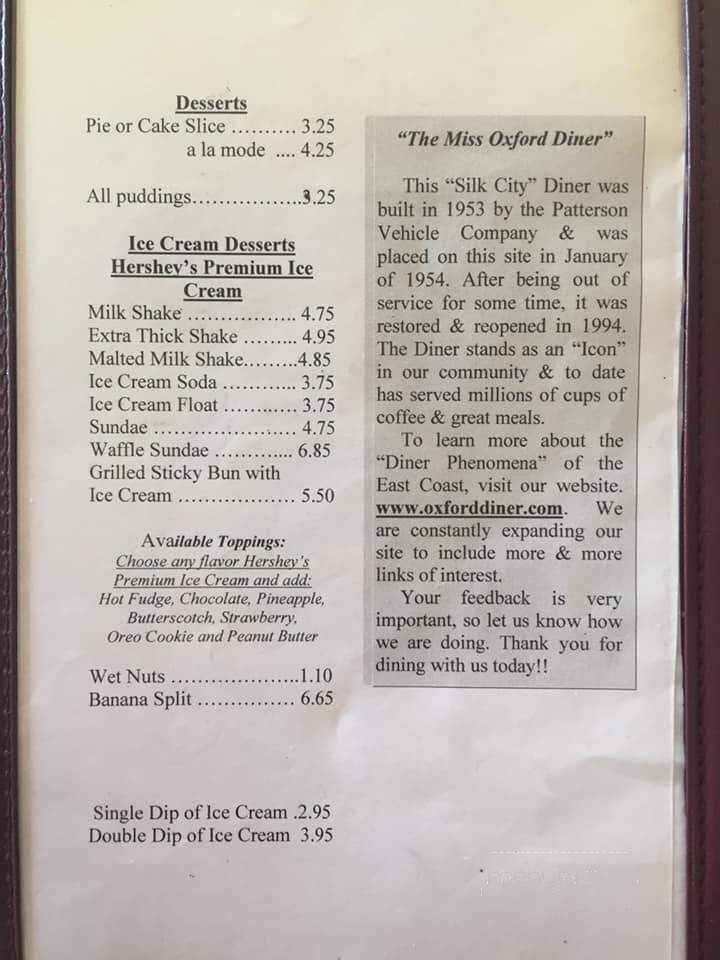 Desserts
Pie or Cake Slice .......... 3.25
a la mode .... 4.25
All puddings.................3.25
Ice Cream Desserts
Hershey's Premium Ice
Cream
Milk Shake ................. 4.75
Extra Thick Shake ......... 4.95
Malted Milk Shake.........4.85
Ice Cream Soda ............ 3.75
Ice Cream Float ............ 3.75
Sundae ...................... 4.75
Waffle Sundae ............. 6.85
Grilled Sticky Bun with
Ice Cream .................. 5.50
Available Toppings:
Choose any flavor Hershey's
Premium Ice Cream and add:
Hot Fudge, Chocolate, Pineapple,
Butterscotch, Strawberry,
Oreo Cookie and Peanut Butter
Wet Nuts ....................1.10
Banana Split ............... 6.65
Single Dip of Ice Cream .2.95
Double Dip of Ice Cream 3.95
"The Miss Oxford Diner"
This "Silk City" Diner was
built in 1953 by the Patterson
Vehicle Company & was
placed on this site in January
of 1954. After being out of
service for some time, it was
restored & reopened in 1994.
The Diner stands as an "Icon"
in our community & to date
has served millions of cups of
coffee & great meals.
To learn more about the
"Diner Phenomena" of the
East Coast, visit our website.
www.oxforddiner.com. We
are constantly expanding our
site to include more & more
links of interest.
Your feedback is very
important, so let us know how
we are doing. Thank you for
dining with us today!!